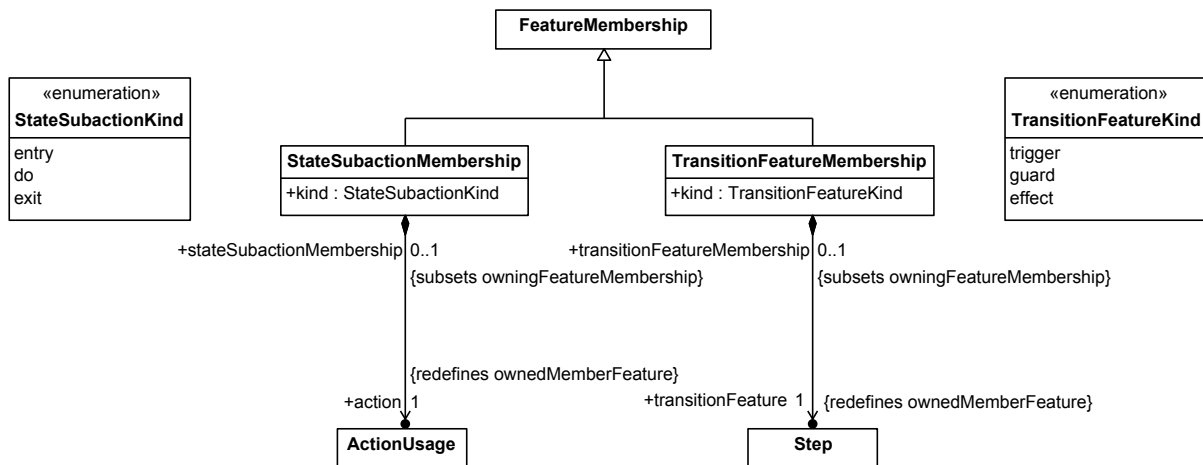 FeatureMembership
«enumeration»
StateSubactionKind
entry
do
exit
«enumeration»
TransitionFeatureKind
trigger
guard
effect
StateSubactionMembership
+kind : StateSubactionKind
TransitionFeatureMembership
+kind : TransitionFeatureKind
+stateSubactionMembership 0..1
{subsets owningFeatureMembership}
+transitionFeatureMembership 0..1
{subsets owningFeatureMembership}
{redefines ownedMemberFeature}
+action 1
+transitionFeature 1
{redefines ownedMemberFeature}
ActionUsage
Step